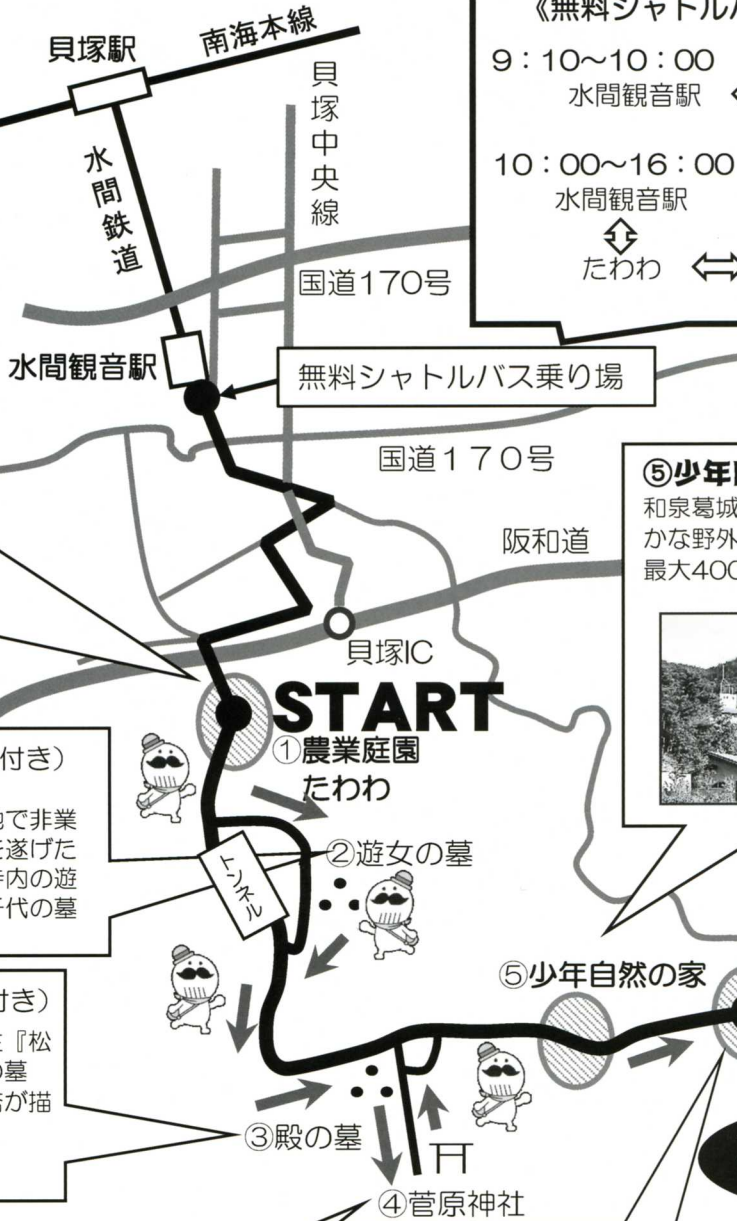 《無料シャトル
9：10～10：00
水間観音駅
10：00～16：00
水間観音駅
たわわ
貝塚駅
南海本線
貝塚中央線
水間鉄道
国道170号
水間観音駅
無料シャトルバス乗り場
国道170号
⑤少年
和泉葛城
かな野外
最大400
阪和道
貝塚IC
START
①農業庭園
たわわ
付き）
地で非業
を遂げた
寺内の遊
千代の墓
②遊女の墓
トンネル
付き）
『松
の墓
が描
⑤少年自然の家
③殿の墓
④菅原神社